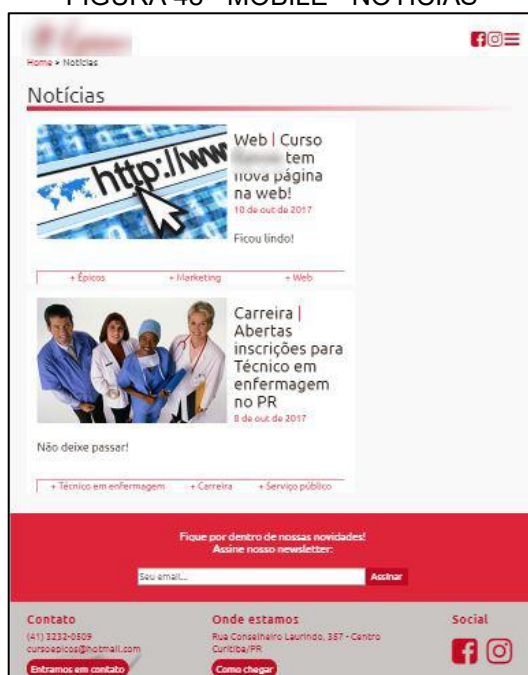 FIGURA 46 - MOBILE - NOTÍCIAS
Home > Notícias
Notícias
http://www
Web | Curso
tem
nova página
na web!
10 de out de 2017
Ficou lindo!
+ Épicos + Marketing + Web
Carreira |
Abertas
inscrições para
Técnico em
enfermagem
no PR
8 de out de 2017
Não deixe passar!
+ Técnico em enfermagem + Carreira + Serviço público
Fique por dentro de nossas novidades!
Assine nosso newsletter:
Seu email... Assinar
Contato
(41) 3232-0509
cursoepicos@hotmail.com
Entramos em contato
Onde estamos
Rua Conselheiro Laurindo, 357 - Centro
Curitiba/PR
Como chegar
Social